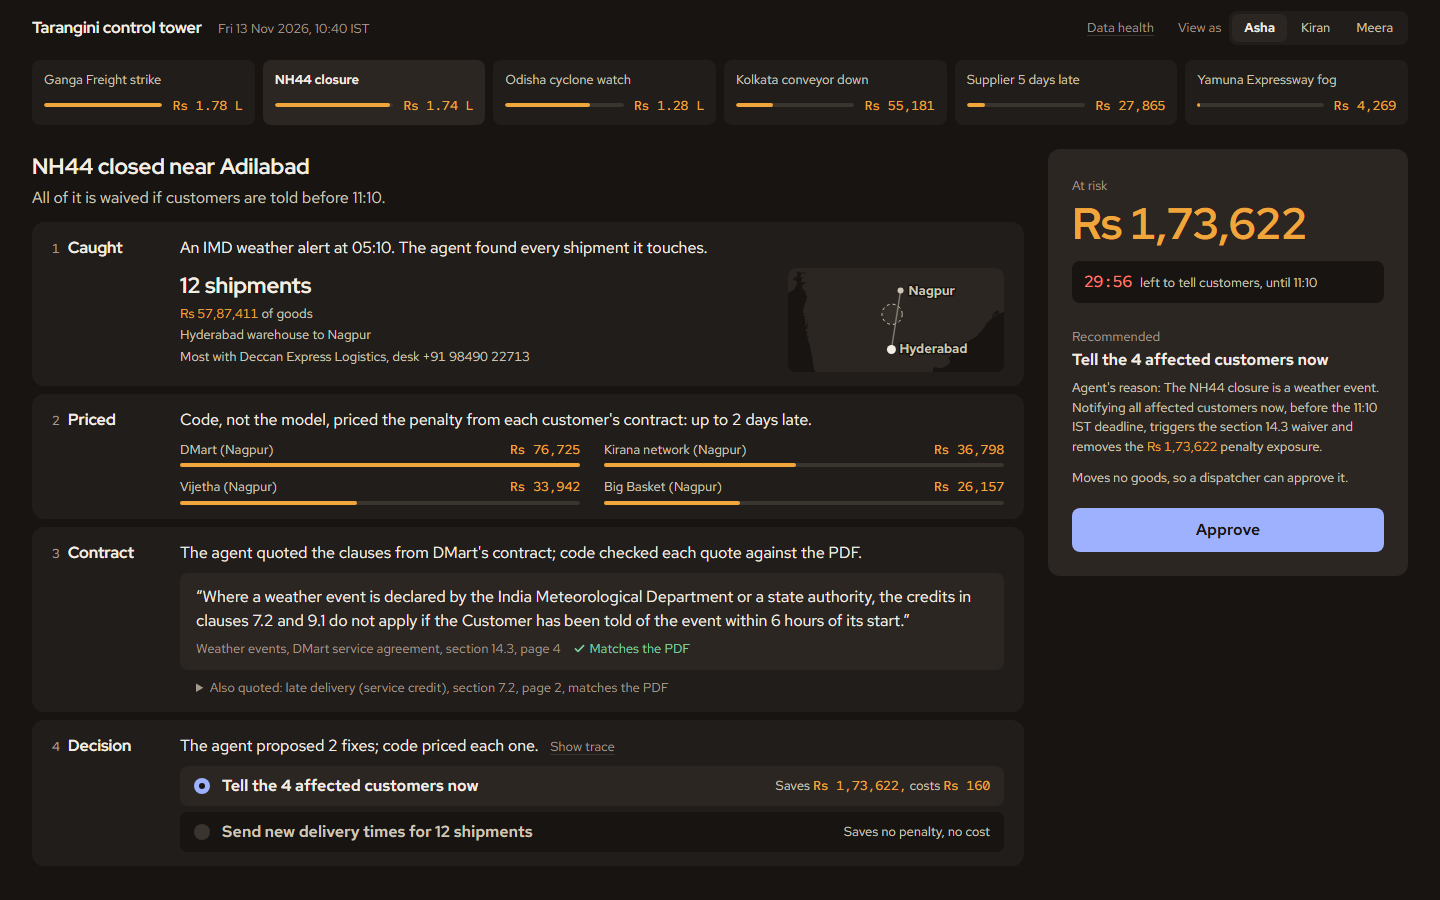 Tarangini control tower Fri 13 Nov 2026, 10:40 IST Data health View as Asha Kiran Meera
Ganga Freight strike
Rs 1.78 L
NH44 closure
Rs 1.74 L
Odisha cyclone watch
Rs 1.28 L
Kolkata conveyor down
Rs 55,181
Supplier 5 days late
Rs 27,865
Yamuna Expressway fog
Rs 4,269
NH44 closed near Adilabad
All of it is waived if customers are told before 11:10.
1 Caught
An IMD weather alert at 05:10. The agent found every shipment it touches.
12 shipments
Rs 57,87,411 of goods
Hyderabad warehouse to Nagpur
Most with Deccan Express Logistics, desk +91 98490 22713
Nagpur
Hyderabad
2 Priced
Code, not the model, priced the penalty from each customer's contract: up to 2 days late.
DMart (Nagpur) Rs 76,725
Kirana network (Nagpur) Rs 36,798
Vijetha (Nagpur) Rs 33,942
Big Basket (Nagpur) Rs 26,157
3 Contract
The agent quoted the clauses from DMart's contract; code checked each quote against the PDF.
“Where a weather event is declared by the India Meteorological Department or a state authority, the credits in
clauses 7.2 and 9.1 do not apply if the Customer has been told of the event within 6 hours of its start.”
Weather events, DMart service agreement, section 14.3, page 4 ✓ Matches the PDF
▶ Also quoted: late delivery (service credit), section 7.2, page 2, matches the PDF
4 Decision
The agent proposed 2 fixes; code priced each one. Show trace
Tell the 4 affected customers now Saves Rs 1,73,622, costs Rs 160
Send new delivery times for 12 shipments Saves no penalty, no cost
At risk
Rs 1,73,622
29:56 left to tell customers, until 11:10
Recommended
Tell the 4 affected customers now
Agent's reason: The NH44 closure is a weather event.
Notifying all affected customers now, before the 11:10
IST deadline, triggers the section 14.3 waiver and
removes the Rs 1,73,622 penalty exposure.
Moves no goods, so a dispatcher can approve it.
Approve